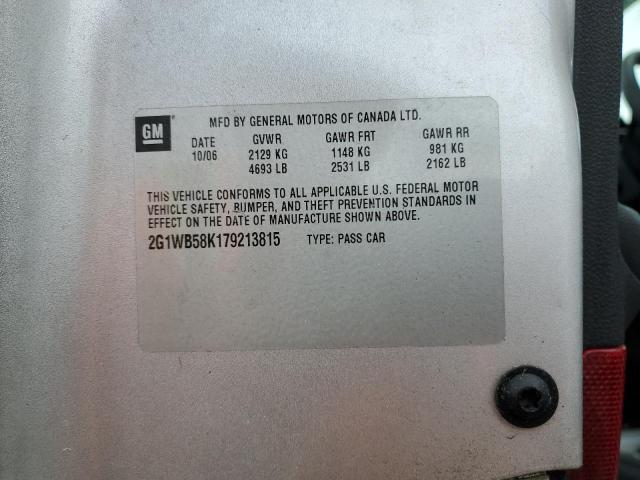 GM
MFD BY GENERAL MOTORS OF CANADA LTD.
DATE GVWR GAWR FRT GAWR RR
10/06 2129 KG 1148 KG 981 KG
4693 LB 2531 LB 2162 LB
THIS VEHICLE CONFORMS TO ALL APPLICABLE U.S. FEDERAL MOTOR
VEHICLE SAFETY, BUMPER, AND THEFT PREVENTION STANDARDS IN
EFFECT ON THE DATE OF MANUFACTURE SHOWN ABOVE.
2G1WB58K179213815 TYPE: PASS CAR